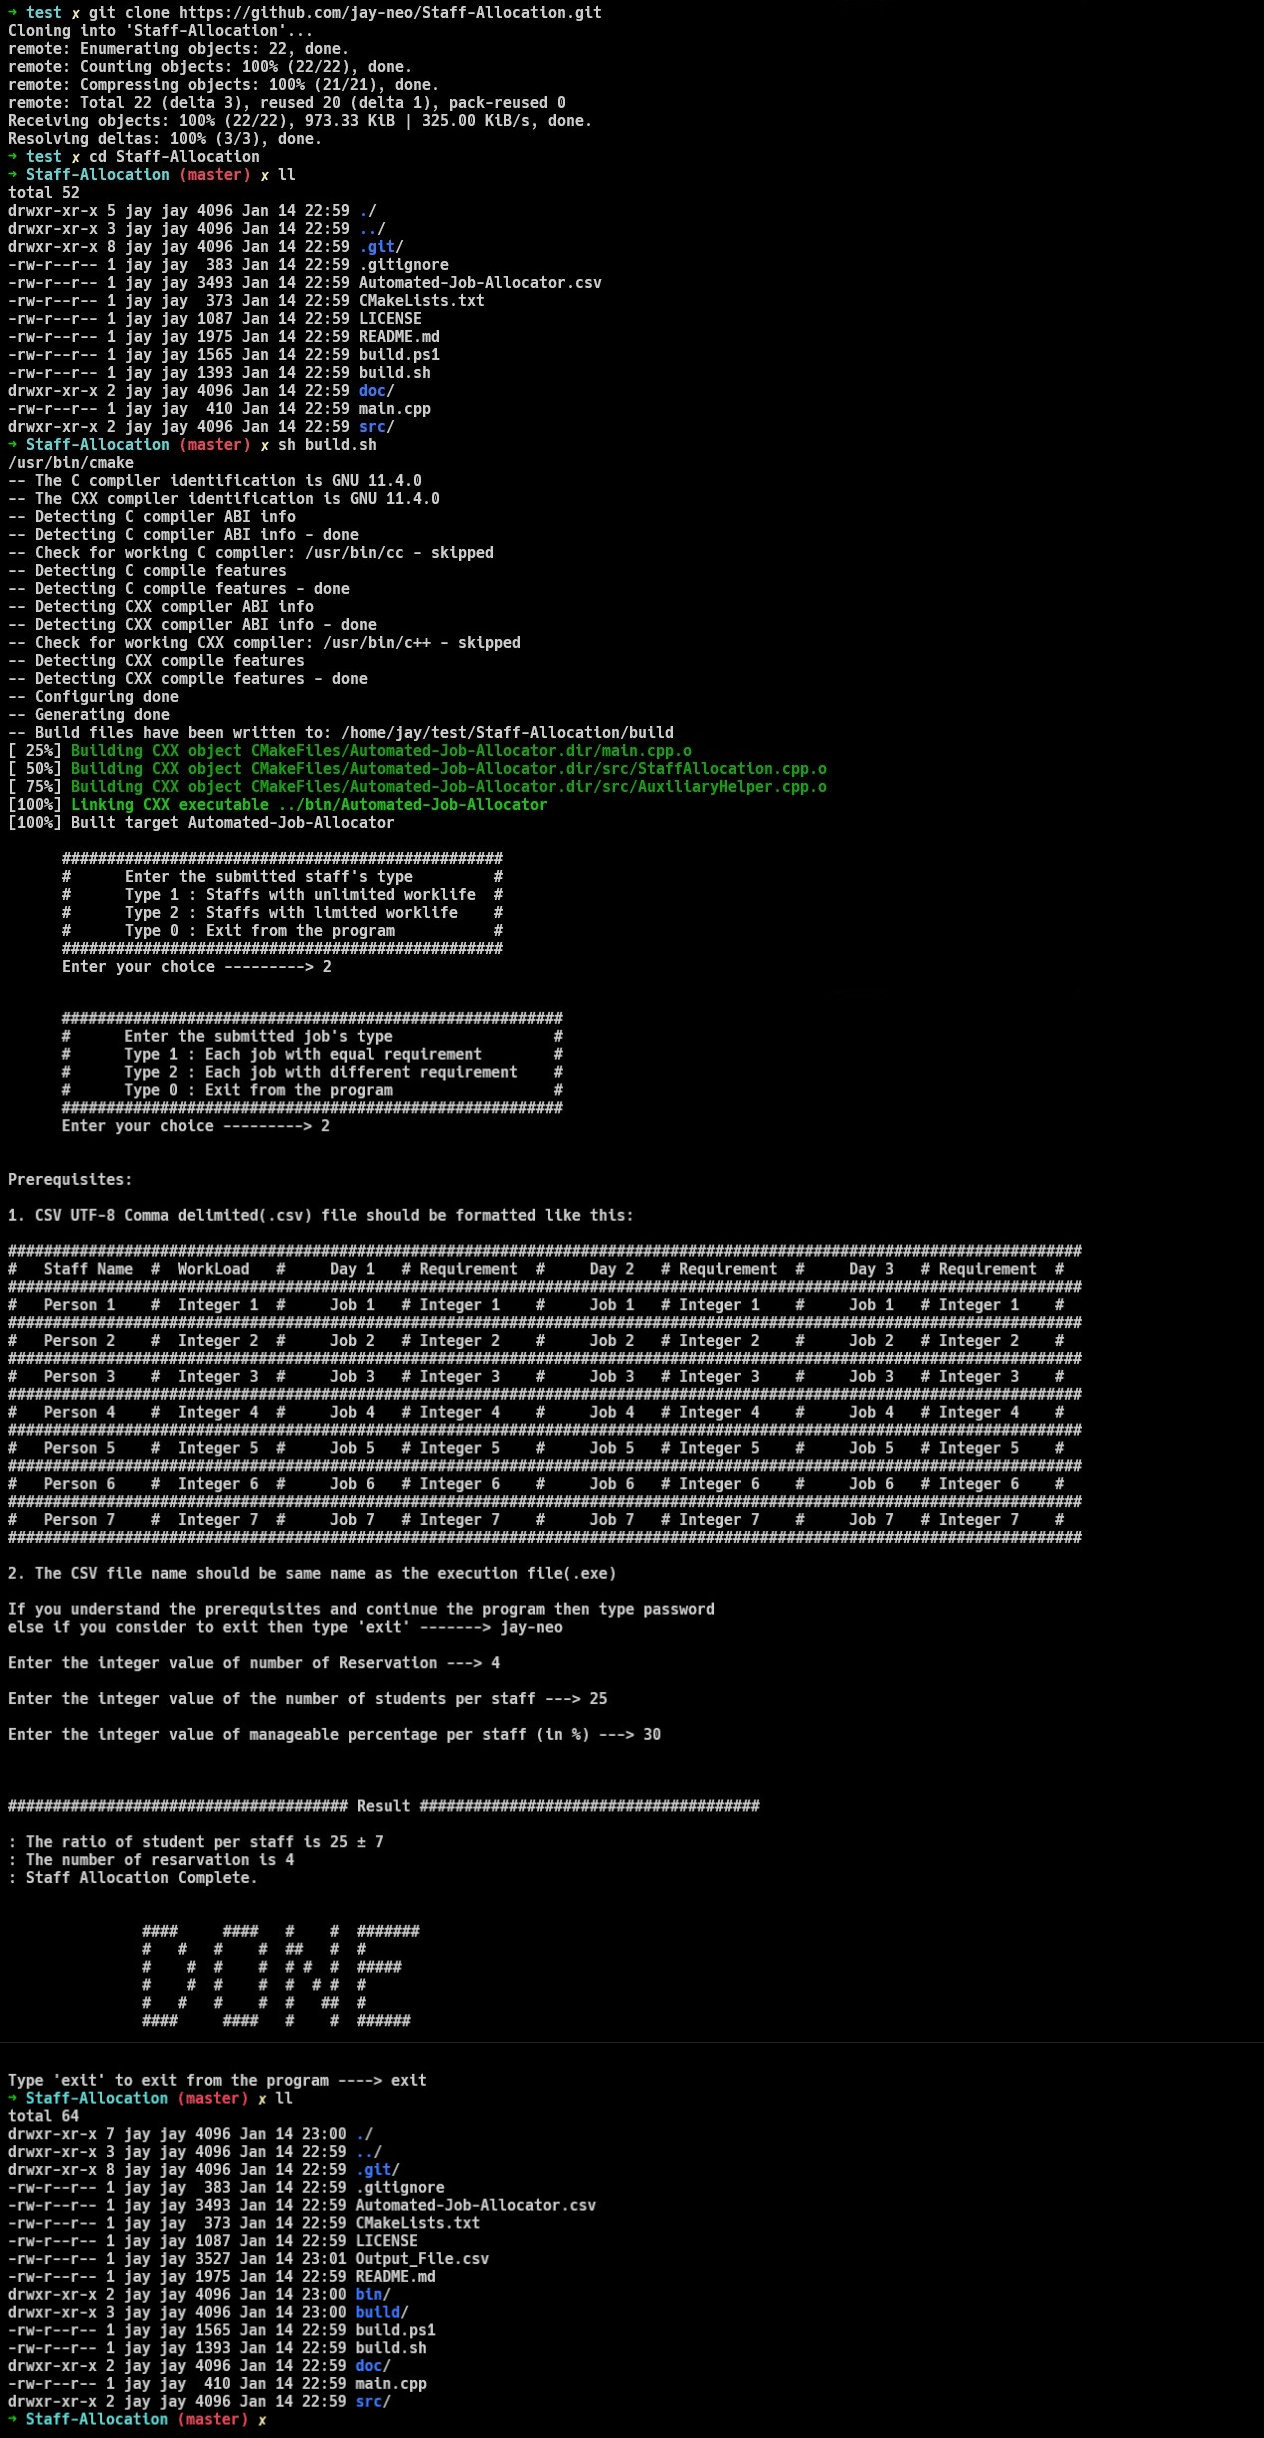 ➜ test ✗ git clone https://github.com/jay-neo/Staff-Allocation.git
Cloning into 'Staff-Allocation'...
remote: Enumerating objects: 22, done.
remote: Counting objects: 100% (22/22), done.
remote: Compressing objects: 100% (21/21), done.
remote: Total 22 (delta 3), reused 20 (delta 1), pack-reused 0
Receiving objects: 100% (22/22), 973.33 KiB | 325.00 KiB/s, done.
Resolving deltas: 100% (3/3), done.
➜ test ✗ cd Staff-Allocation
➜ Staff-Allocation (master) ✗ ll
total 52
drwxr-xr-x 5 jay jay 4096 Jan 14 22:59 ./
drwxr-xr-x 3 jay jay 4096 Jan 14 22:59 ../
drwxr-xr-x 8 jay jay 4096 Jan 14 22:59 .git/
-rw-r--r-- 1 jay jay  383 Jan 14 22:59 .gitignore
-rw-r--r-- 1 jay jay 3493 Jan 14 22:59 Automated-Job-Allocator.csv
-rw-r--r-- 1 jay jay  373 Jan 14 22:59 CMakeLists.txt
-rw-r--r-- 1 jay jay 1087 Jan 14 22:59 LICENSE
-rw-r--r-- 1 jay jay 1975 Jan 14 22:59 README.md
-rw-r--r-- 1 jay jay 1565 Jan 14 22:59 build.ps1
-rw-r--r-- 1 jay jay 1393 Jan 14 22:59 build.sh
drwxr-xr-x 2 jay jay 4096 Jan 14 22:59 doc/
-rw-r--r-- 1 jay jay  410 Jan 14 22:59 main.cpp
drwxr-xr-x 2 jay jay 4096 Jan 14 22:59 src/
➜ Staff-Allocation (master) ✗ sh build.sh
/usr/bin/cmake
-- The C compiler identification is GNU 11.4.0
-- The CXX compiler identification is GNU 11.4.0
-- Detecting C compiler ABI info
-- Detecting C compiler ABI info - done
-- Check for working C compiler: /usr/bin/cc - skipped
-- Detecting C compile features
-- Detecting C compile features - done
-- Detecting CXX compiler ABI info
-- Detecting CXX compiler ABI info - done
-- Check for working CXX compiler: /usr/bin/c++ - skipped
-- Detecting CXX compile features
-- Detecting CXX compile features - done
-- Configuring done
-- Generating done
-- Build files have been written to: /home/jay/test/Staff-Allocation/build
[ 25%] Building CXX object CMakeFiles/Automated-Job-Allocator.dir/main.cpp.o
[ 50%] Building CXX object CMakeFiles/Automated-Job-Allocator.dir/src/StaffAllocation.cpp.o
[ 75%] Building CXX object CMakeFiles/Automated-Job-Allocator.dir/src/AuxiliaryHelper.cpp.o
[100%] Linking CXX executable ../bin/Automated-Job-Allocator
[100%] Built target Automated-Job-Allocator
#################################################
#      Enter the submitted staff's type         #
#      Type 1 : Staffs with unlimited worklife  #
#      Type 2 : Staffs with limited worklife    #
#      Type 0 : Exit from the program           #
#################################################
Enter your choice ---------> 2
########################################################
#      Enter the submitted job's type                  #
#      Type 1 : Each job with equal requirement        #
#      Type 2 : Each job with different requirement    #
#      Type 0 : Exit from the program                  #
########################################################
Enter your choice ---------> 2
Prerequisites:
1. CSV UTF-8 Comma delimited(.csv) file should be formatted like this:
########################################################################################################################
#   Staff Name  #  WorkLoad   #     Day 1   # Requirement  #     Day 2   # Requirement  #     Day 3   # Requirement  #
########################################################################################################################
#   Person 1    #  Integer 1  #     Job 1   # Integer 1    #     Job 1   # Integer 1    #     Job 1   # Integer 1    #
########################################################################################################################
#   Person 2    #  Integer 2  #     Job 2   # Integer 2    #     Job 2   # Integer 2    #     Job 2   # Integer 2    #
########################################################################################################################
#   Person 3    #  Integer 3  #     Job 3   # Integer 3    #     Job 3   # Integer 3    #     Job 3   # Integer 3    #
########################################################################################################################
#   Person 4    #  Integer 4  #     Job 4   # Integer 4    #     Job 4   # Integer 4    #     Job 4   # Integer 4    #
########################################################################################################################
#   Person 5    #  Integer 5  #     Job 5   # Integer 5    #     Job 5   # Integer 5    #     Job 5   # Integer 5    #
########################################################################################################################
#   Person 6    #  Integer 6  #     Job 6   # Integer 6    #     Job 6   # Integer 6    #     Job 6   # Integer 6    #
########################################################################################################################
#   Person 7    #  Integer 7  #     Job 7   # Integer 7    #     Job 7   # Integer 7    #     Job 7   # Integer 7    #
########################################################################################################################
2. The CSV file name should be same name as the execution file(.exe)
If you understand the prerequisites and continue the program then type password
else if you consider to exit then type 'exit' -------> jay-neo
Enter the integer value of number of Reservation ---> 4
Enter the integer value of the number of students per staff ---> 25
Enter the integer value of manageable percentage per staff (in %) ---> 30
###################################### Result ######################################
: The ratio of student per staff is 25 ± 7
: The number of resarvation is 4
: Staff Allocation Complete.
####     ####   #    #  #######
#   #   #    #  ##   #  #
#    #  #    #  # #  #  #####
#    #  #    #  #  # #  #
#   #   #    #  #   ##  #
####     ####   #    #  ######
Type 'exit' to exit from the program ----> exit
➜ Staff-Allocation (master) ✗ ll
total 64
drwxr-xr-x 7 jay jay 4096 Jan 14 23:00 ./
drwxr-xr-x 3 jay jay 4096 Jan 14 22:59 ../
drwxr-xr-x 8 jay jay 4096 Jan 14 22:59 .git/
-rw-r--r-- 1 jay jay  383 Jan 14 22:59 .gitignore
-rw-r--r-- 1 jay jay 3493 Jan 14 22:59 Automated-Job-Allocator.csv
-rw-r--r-- 1 jay jay  373 Jan 14 22:59 CMakeLists.txt
-rw-r--r-- 1 jay jay 1087 Jan 14 22:59 LICENSE
-rw-r--r-- 1 jay jay 3527 Jan 14 23:01 Output_File.csv
-rw-r--r-- 1 jay jay 1975 Jan 14 22:59 README.md
drwxr-xr-x 2 jay jay 4096 Jan 14 23:00 bin/
drwxr-xr-x 3 jay jay 4096 Jan 14 23:00 build/
-rw-r--r-- 1 jay jay 1565 Jan 14 22:59 build.ps1
-rw-r--r-- 1 jay jay 1393 Jan 14 22:59 build.sh
drwxr-xr-x 2 jay jay 4096 Jan 14 22:59 doc/
-rw-r--r-- 1 jay jay  410 Jan 14 22:59 main.cpp
drwxr-xr-x 2 jay jay 4096 Jan 14 22:59 src/
➜ Staff-Allocation (master) ✗